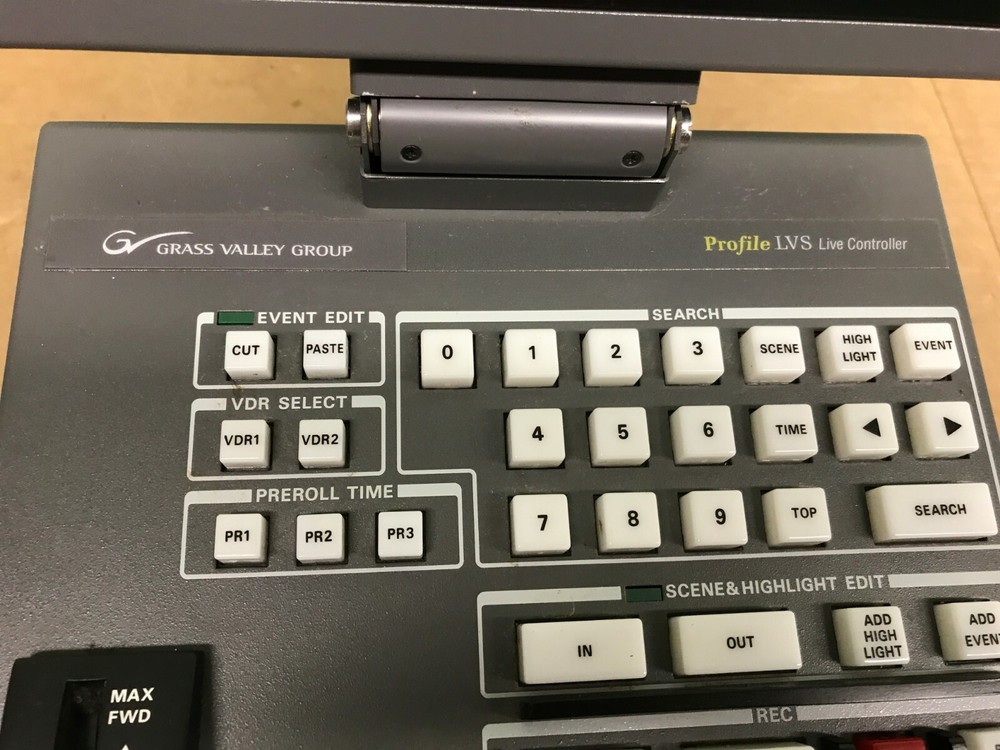 GRASS VALLEY GROUP
Profile LVS Live Controller
EVENT EDIT
CUT
PASTE
VDR SELECT
VDR1
VDR2
PREROLL TIME
PR1
PR2
PR3
SEARCH
0
1
2
3
SCENE
HIGH
LIGHT
EVENT
4
5
6
TIME
7
8
9
TOP
SEARCH
SCENE&HIGHLIGHT EDIT
IN
OUT
ADD
HIGH
LIGHT
ADD
EVEN
MAX
FWD
REC